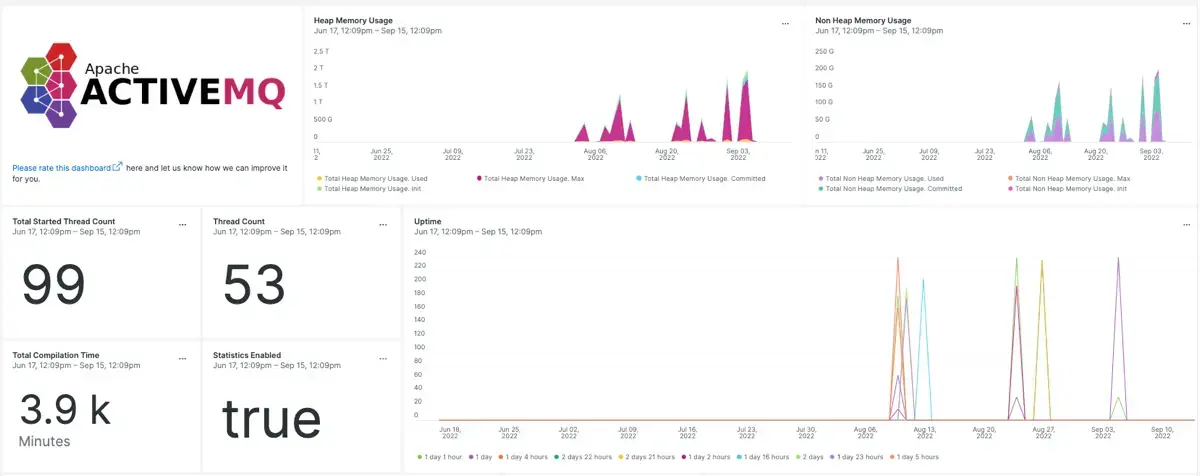 Apache
ACTIVEMQ
Please rate this dashboard here and let us know how we can improve it
for you.
Heap Memory Usage
Jun 17, 12:09pm – Sep 15, 12:09pm
...
2.5 T
2 T
1.5 T
1 T
500 G
0
11,
2
Jun 25,
2022
Jul 09,
2022
Jul 23,
2022
Aug 06,
2022
Aug 20,
2022
Sep 03,
2022
Total Heap Memory Usage. Used
Total Heap Memory Usage. Max
Total Heap Memory Usage. Committed
Total Heap Memory Usage. Init
Non Heap Memory Usage
Jun 17, 12:09pm – Sep 15, 12:09pm
...
250 G
200 G
150 G
100 G
50 G
0
n 11,
2022
Jun 25,
2022
Jul 09,
2022
Jul 23,
2022
Aug 06,
2022
Aug 20,
2022
Sep 03,
2022
Total Non Heap Memory Usage. Used
Total Non Heap Memory Usage. Max
Total Non Heap Memory Usage. Committed
Total Non Heap Memory Usage. Init
Total Started Thread Count
Jun 17, 12:09pm – Sep 15, 12:09pm
...
99
Thread Count
Jun 17, 12:09pm – Sep 15, 12:09pm
...
53
Total Compilation Time
Jun 17, 12:09pm – Sep 15, 12:09pm
...
3.9 k
Minutes
Statistics Enabled
Jun 17, 12:09pm – Sep 15, 12:09pm
...
true
Uptime
Jun 17, 12:09pm – Sep 15, 12:09pm
...
240
220
200
180
160
140
120
100
80
60
40
20
0
Jun 18,
2022
Jun 25,
2022
Jul 02,
2022
Jul 09,
2022
Jul 16,
2022
Jul 23,
2022
Jul 30,
2022
Aug 06,
2022
Aug 13,
2022
Aug 20,
2022
Aug 27,
2022
Sep 03,
2022
Sep 10,
2022
1 day 1 hour
1 day
1 day 4 hours
2 days 22 hours
2 days 21 hours
1 day 2 hours
1 day 16 hours
2 days
1 day 23 hours
1 day 5 hours